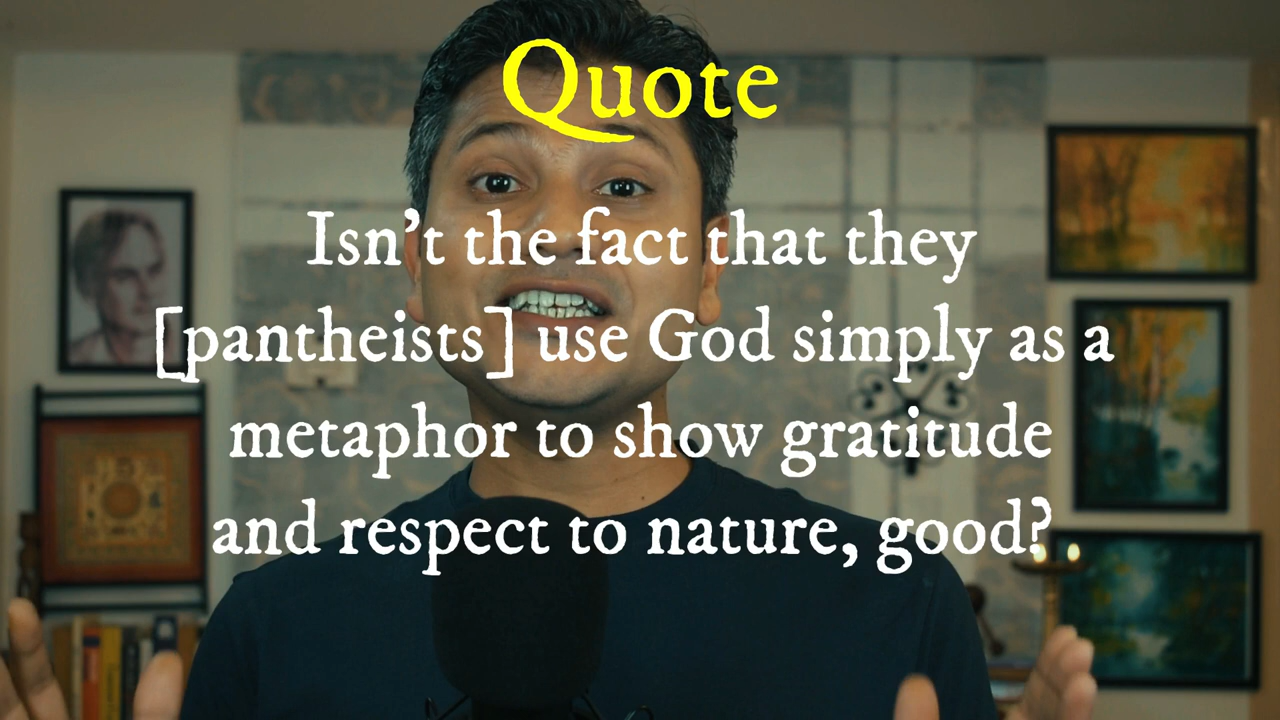 Quote
Isn't the fact that they
[pantheists] use God simply as a
metaphor to show gratitude
and respect to nature, good?